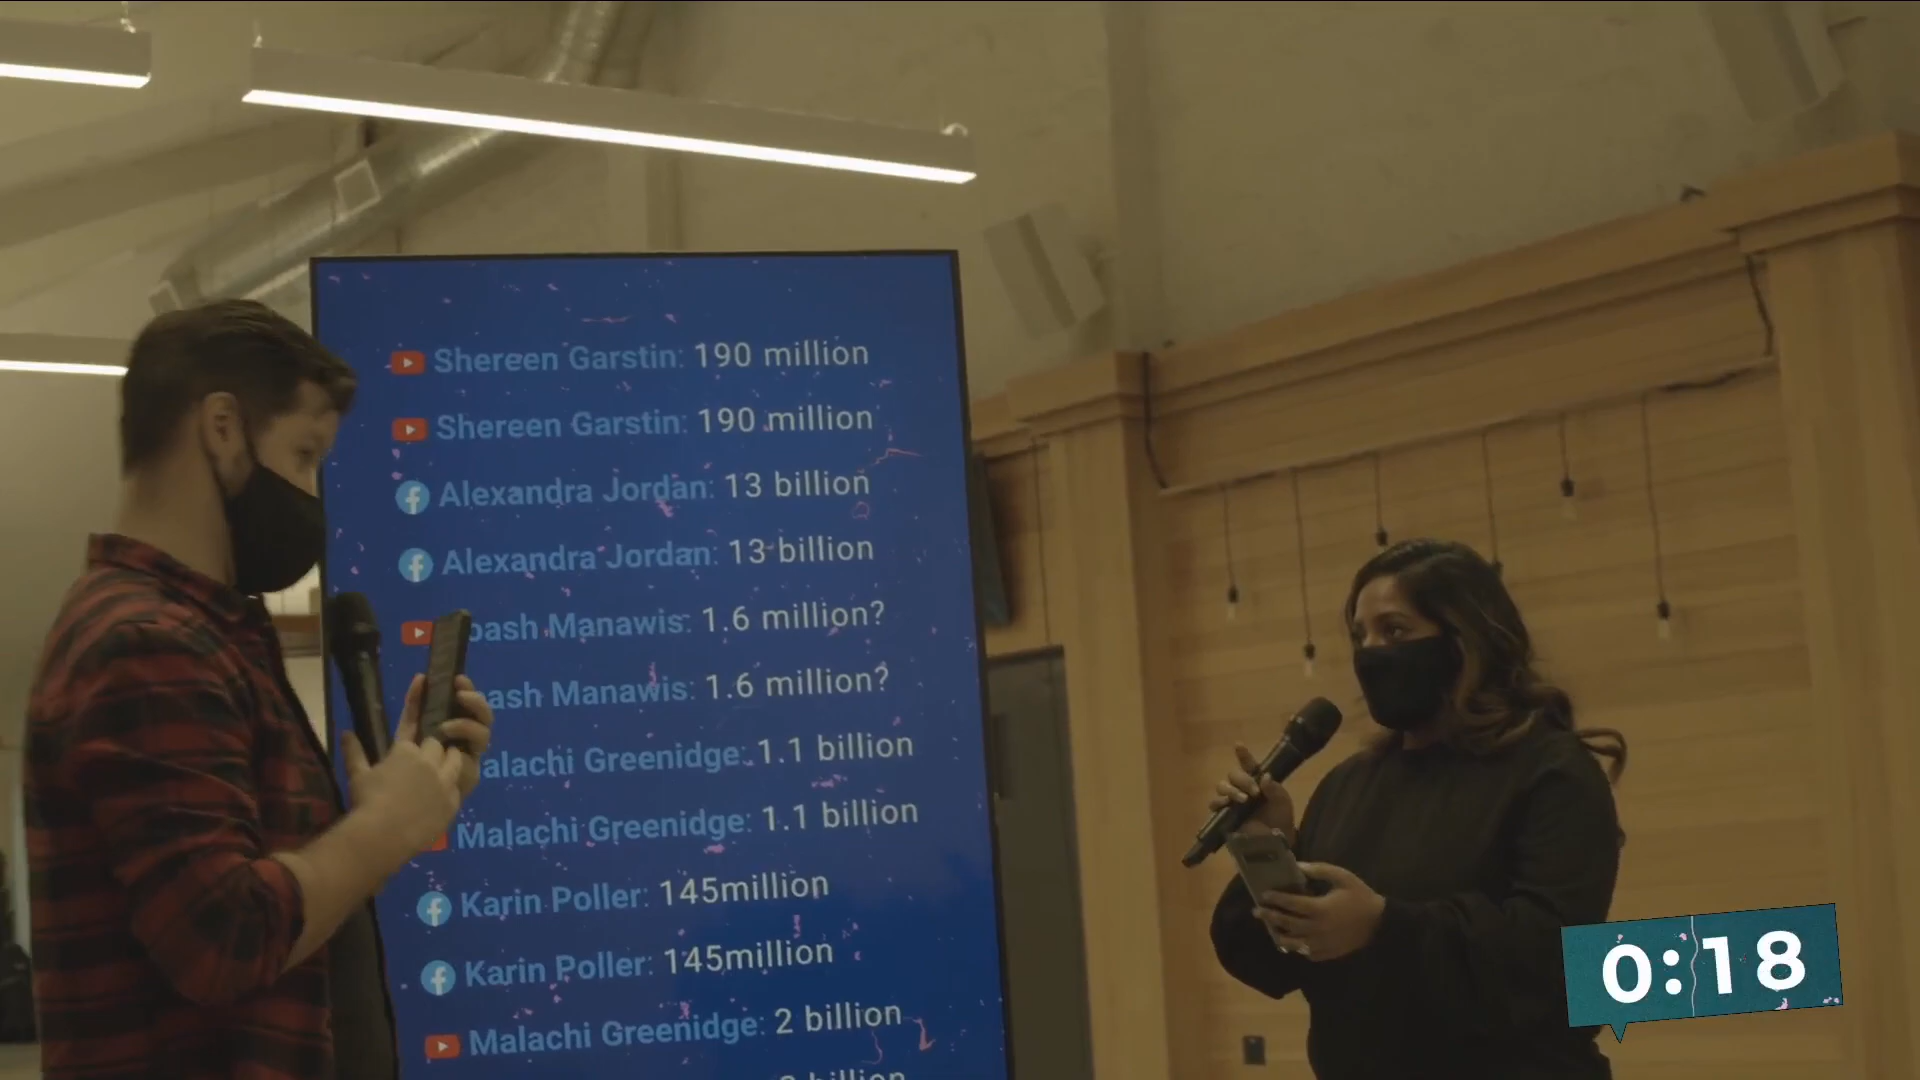 Shereen Garstin: 190 million
Shereen Garstin: 190 million
Alexandra Jordan: 13 billion
Alexandra Jordan: 13 billion
Manawis: 1.6 million?
Manawis: 1.6 million?
Greenidge: 1.1 billion
Malachi Greenidge: 1.1 billion
Karin Poller: 145million
Karin Poller: 145million
Malachi Greenidge: 2 billion
billion
0:18